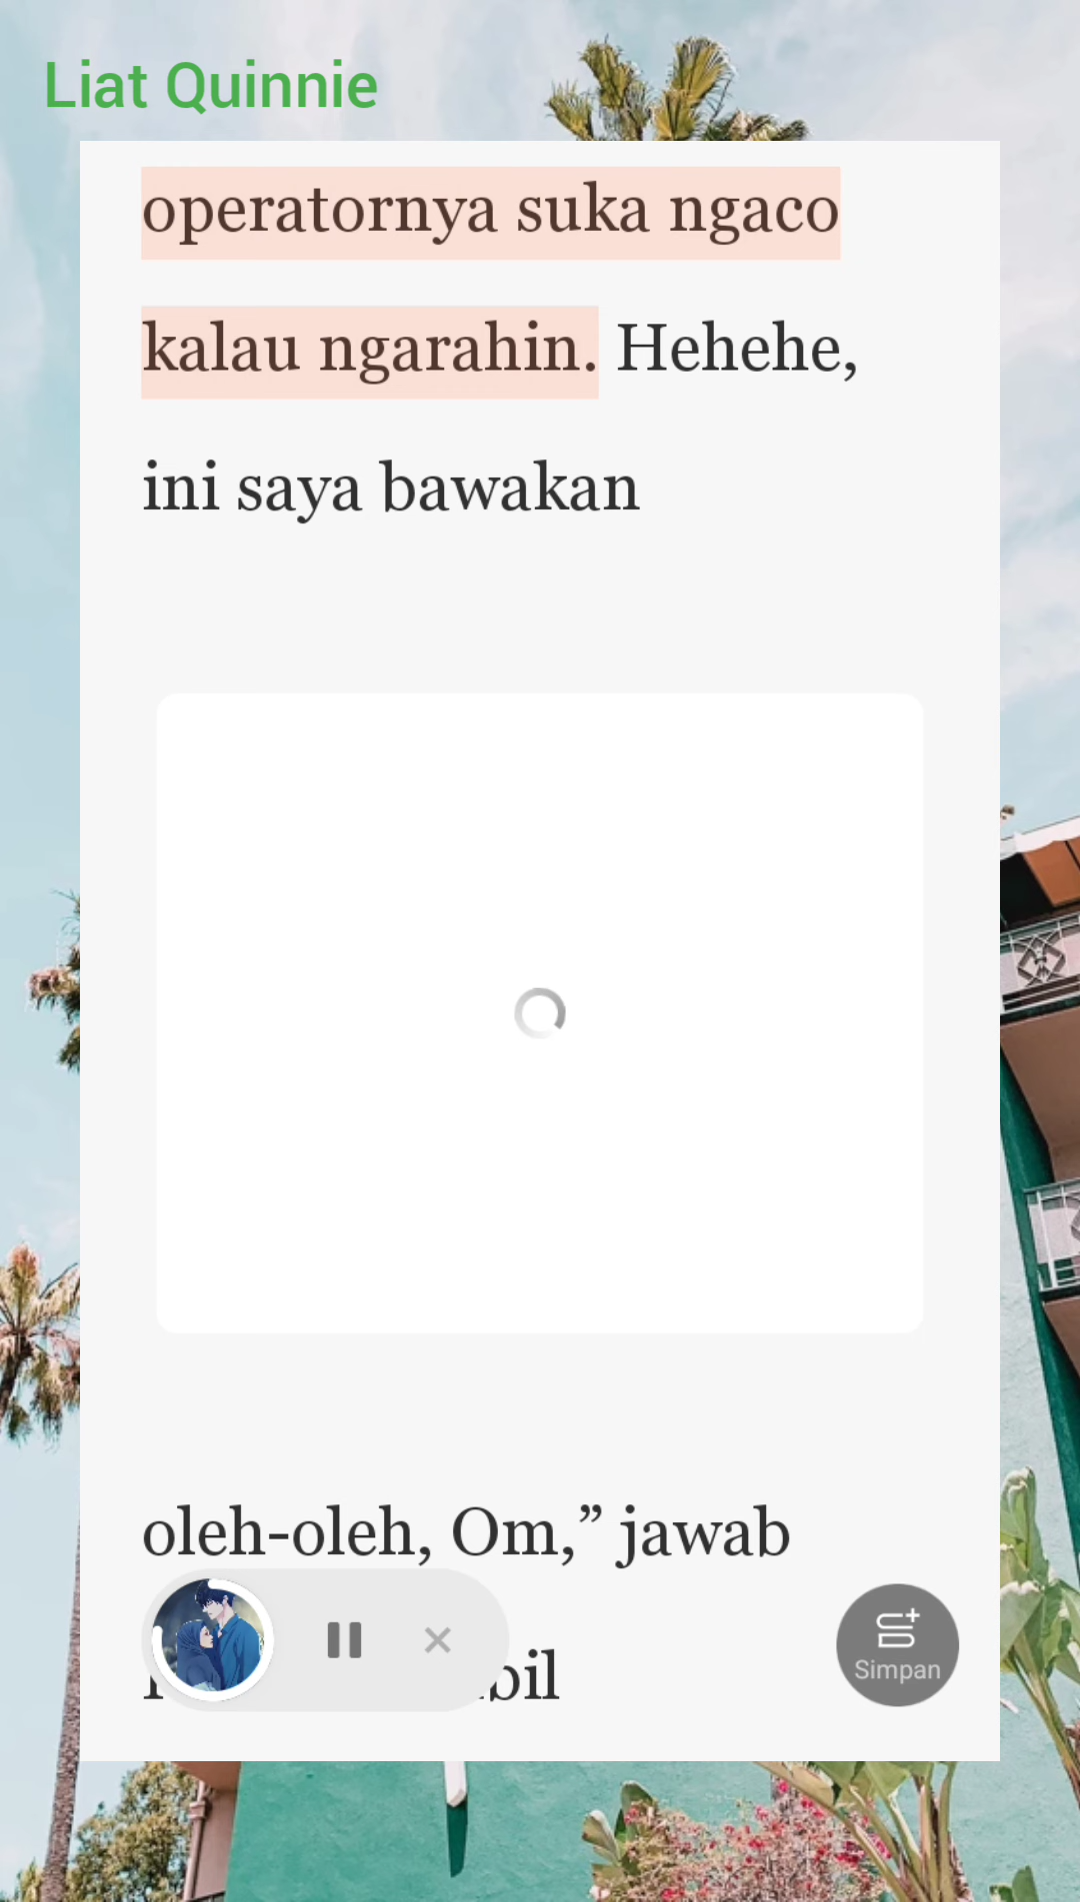 Liat Quinnie
operatornya suka ngaco
kalau ngarahin. Hehehe,
ini saya bawakan
oleh-oleh, Om,” jawab
Simpan